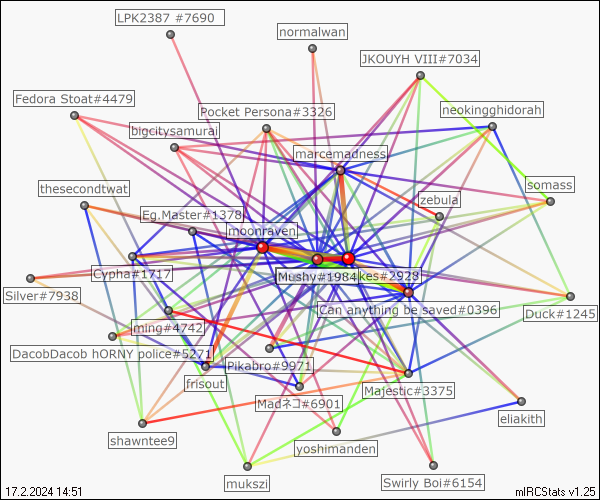 LPK2387 #7690
normalwan
JKOUYH VIII#7034
Fedora Stoat#4479
Pocket Persona#3326
neokingghidorah
bigcitysamurai
marcemadness
thesecondtwat
zebula
somass
Eg.Master#1378
moonraven
Cypha#1717
Mushy#1984
kes#2928
Silver#7938
Can anything be saved#0396
Duck#1245
ming#4742
DacobDacob hORNY police#5271
Pikabro#9971
frisout
Madネコ#6901
Majestic#3375
eliakith
shawntee9
yoshimanden
mukszi
Swirly Boi#6154
17.2.2024 14:51
mIRCStats v1.25